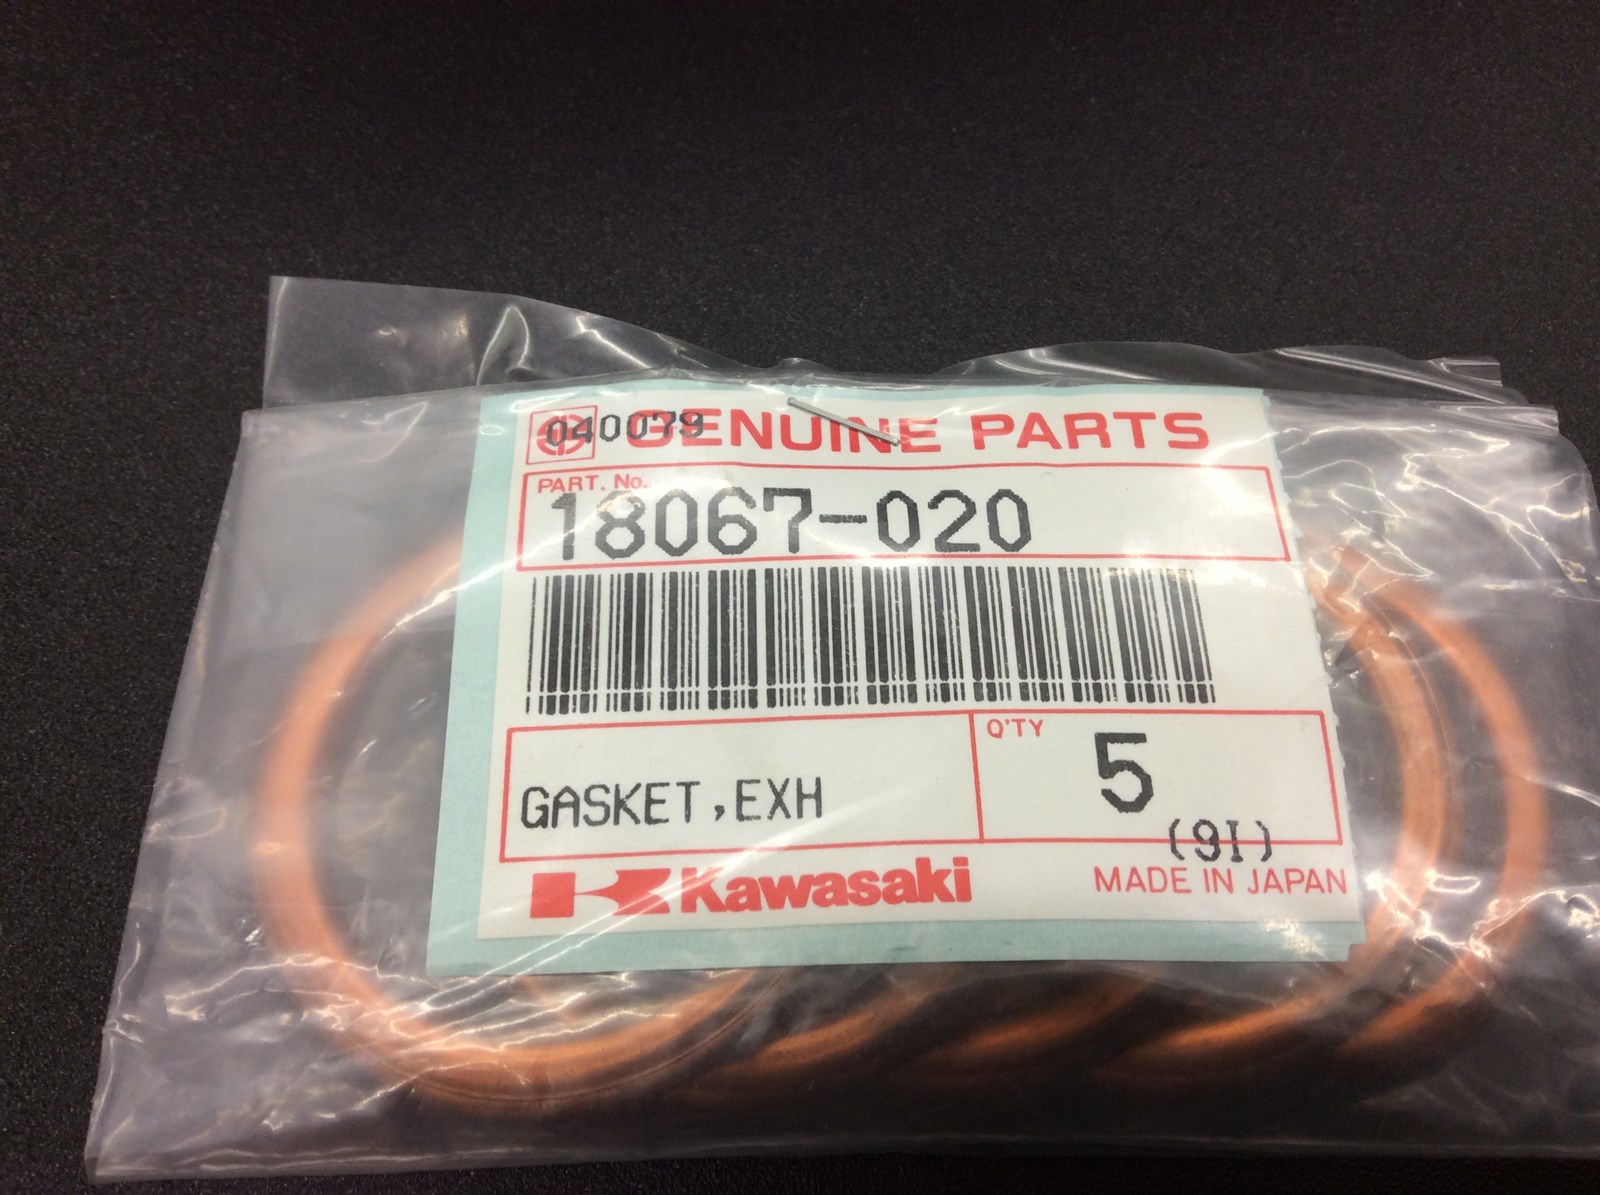 040079 GENUINE PARTS
PART. No.
18067-020
Q'TY
GASKET,EXH 5
(9I)
Kawasaki MADE IN JAPAN